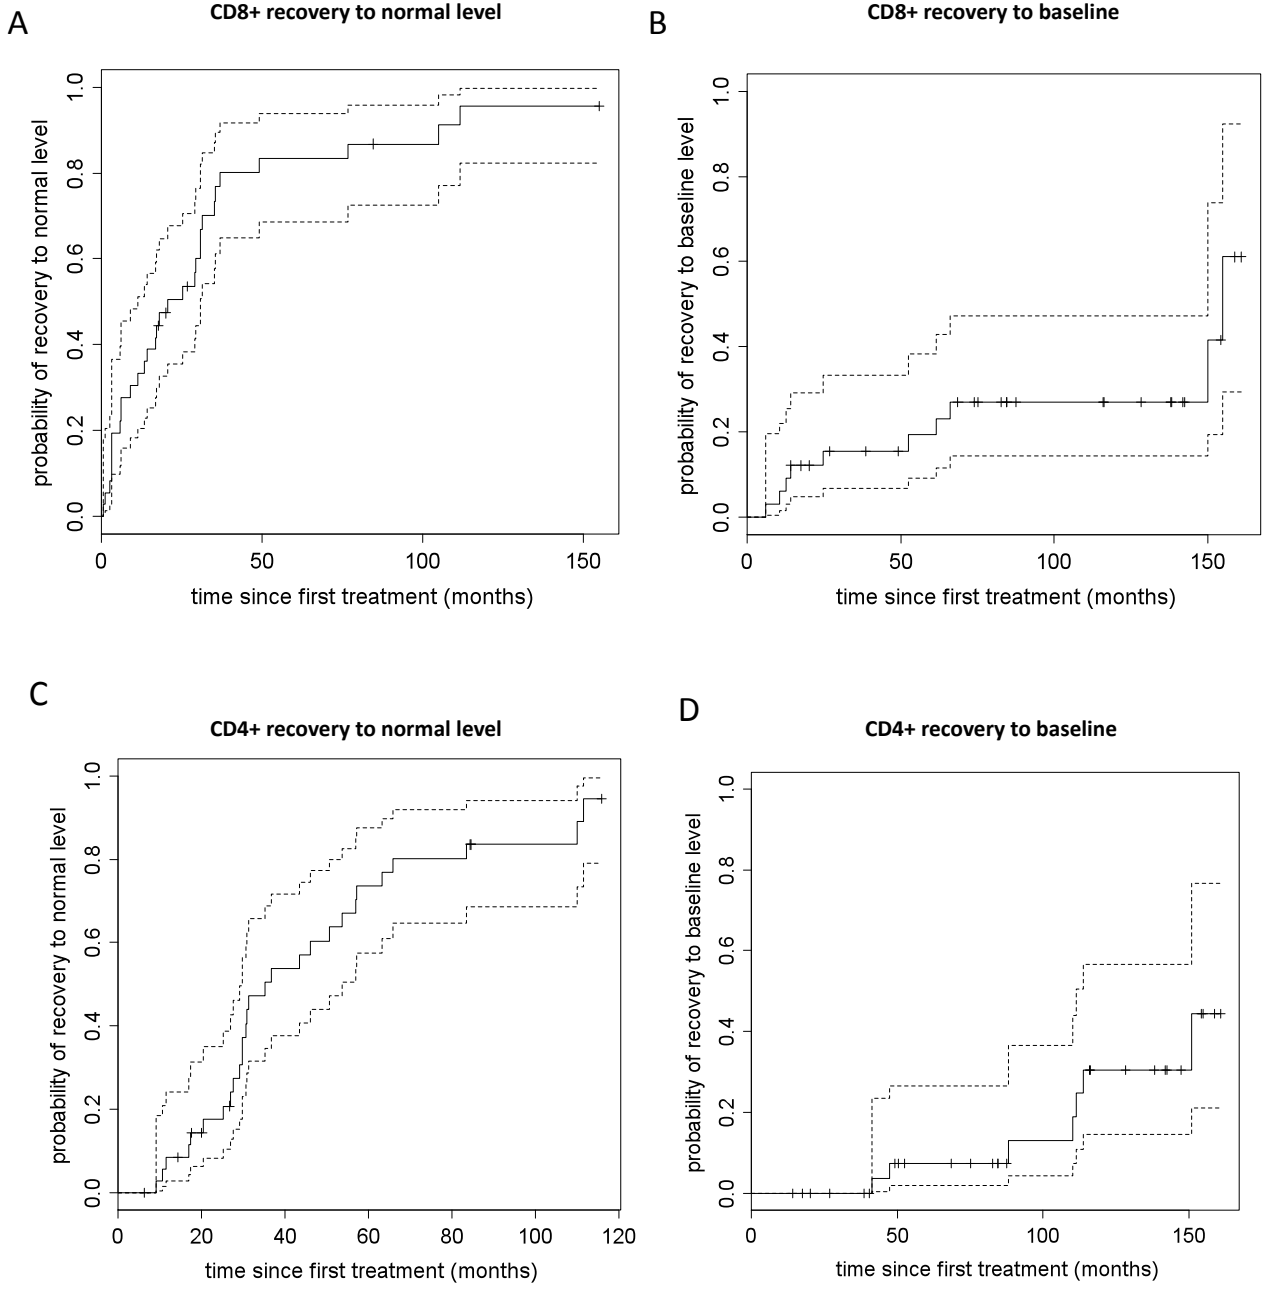 A
CD8+ recovery to normal level
probability of recovery to normal level
1.0
0.8
0.6
0.4
0.2
0.0
0 50 100 150
time since first treatment (months)
B
CD8+ recovery to baseline
probability of recovery to baseline level
1.0
0.8
0.6
0.4
0.2
0.0
0 50 100 150
time since first treatment (months)
C
CD4+ recovery to normal level
probability of recovery to normal level
1.0
0.8
0.6
0.4
0.2
0.0
0 20 40 60 80 100 120
time since first treatment (months)
D
CD4+ recovery to baseline
probability of recovery to baseline level
1.0
0.8
0.6
0.4
0.2
0.0
0 50 100 150
time since first treatment (months)